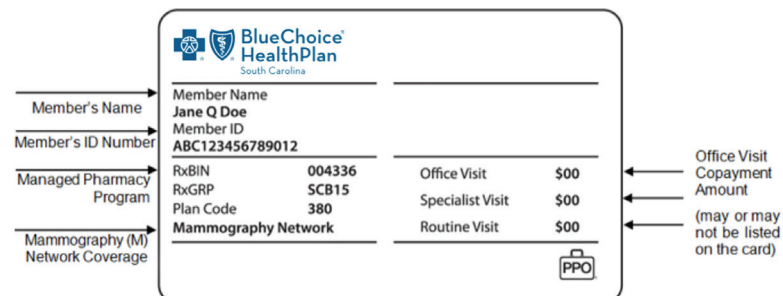 BlueChoice®
HealthPlan
South Carolina
Member's Name
Member's ID Number
Managed Pharmacy
Program
Mammography (M)
Network Coverage
Member Name
Jane Q Doe
Member ID
ABC123456789012
RxBIN 004336
RxGRP SCB15
Plan Code 380
Mammography Network
Office Visit $00
Specialist Visit $00
Routine Visit $00
PPO
Office Visit
Copayment
Amount
(may or may
not be listed
on the card)